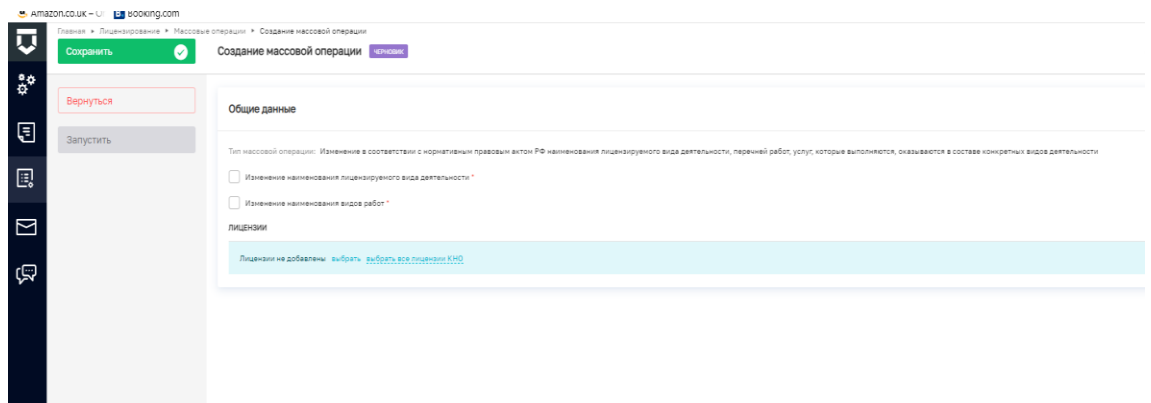 Amazon.co.uk – O B. Booking.com
Главная ▸ Лицензирование ▸ Массовые операции ▸ Создание массовой операции
Сохранить
Создание массовой операции ЧЕРНОВИК
Вернуться
Запустить
Общие данные
Тип массовой операции: Изменение в соответствии с нормативным правовым актом РФ наименования лицензируемого вида деятельности, перечней работ, услуг, которые выполняются, оказываются в составе конкретных видов деятельности
Изменение наименования лицензируемого вида деятельности *
Изменение наименования видов работ *
ЛИЦЕНЗИИ
Лицензии не добавлены выбрать выбрать все лицензии КНО